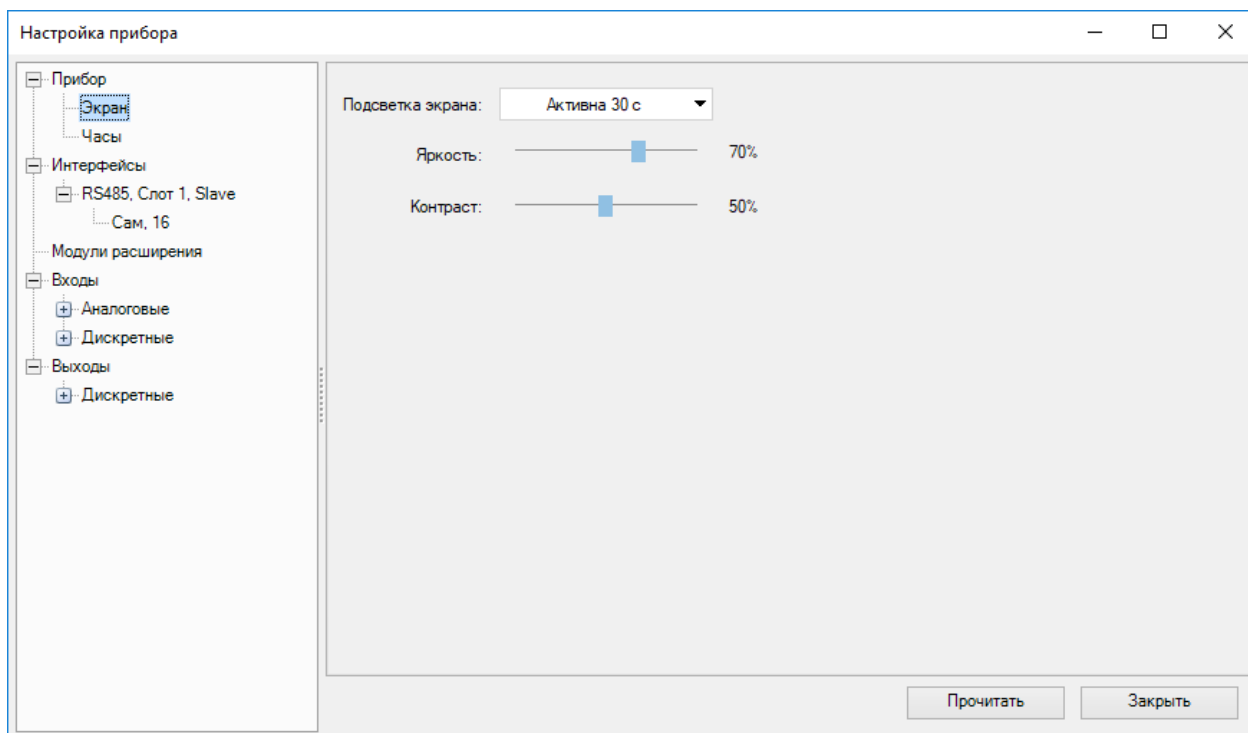 Настройка прибора
Прибор
Экран
Часы
Интерфейсы
RS485, Слот 1, Slave
Сам, 16
Модули расширения
Входы
Аналоговые
Дискретные
Выходы
Дискретные
Подсветка экрана: Активна 30 с
Яркость: 70%
Контраст: 50%
Прочитать Закрыть